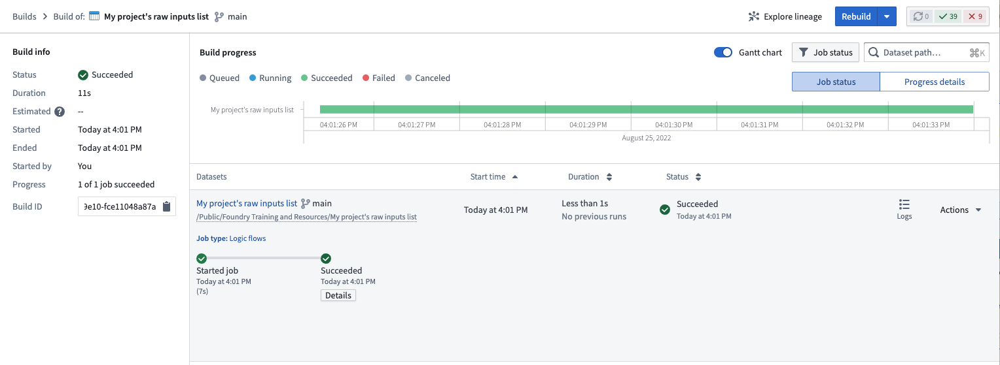 Builds > Build of: My project's raw inputs list main
Explore lineage
Rebuild
0 39 9
Build info
Status Succeeded
Duration 11s
Estimated ? --
Started Today at 4:01 PM
Ended Today at 4:01 PM
Started by You
Progress 1 of 1 job succeeded
Build ID 9e10-fce11048a87a
Build progress
Gantt chart
Job status
Dataset path… ⌘K
Queued Running Succeeded Failed Canceled
Job status Progress details
My project's raw inputs list
04:01:26 PM 04:01:27 PM 04:01:28 PM 04:01:29 PM 04:01:30 PM 04:01:31 PM 04:01:32 PM 04:01:33 PM
August 25, 2022
Datasets Start time Duration Status
My project's raw inputs list main
/Public/Foundry Training and Resources/My project's raw inputs list
Today at 4:01 PM
Less than 1s
No previous runs
Succeeded
Today at 4:01 PM
Logs
Actions
Job type: Logic flows
Started job
Today at 4:01 PM
(7s)
Succeeded
Today at 4:01 PM
Details